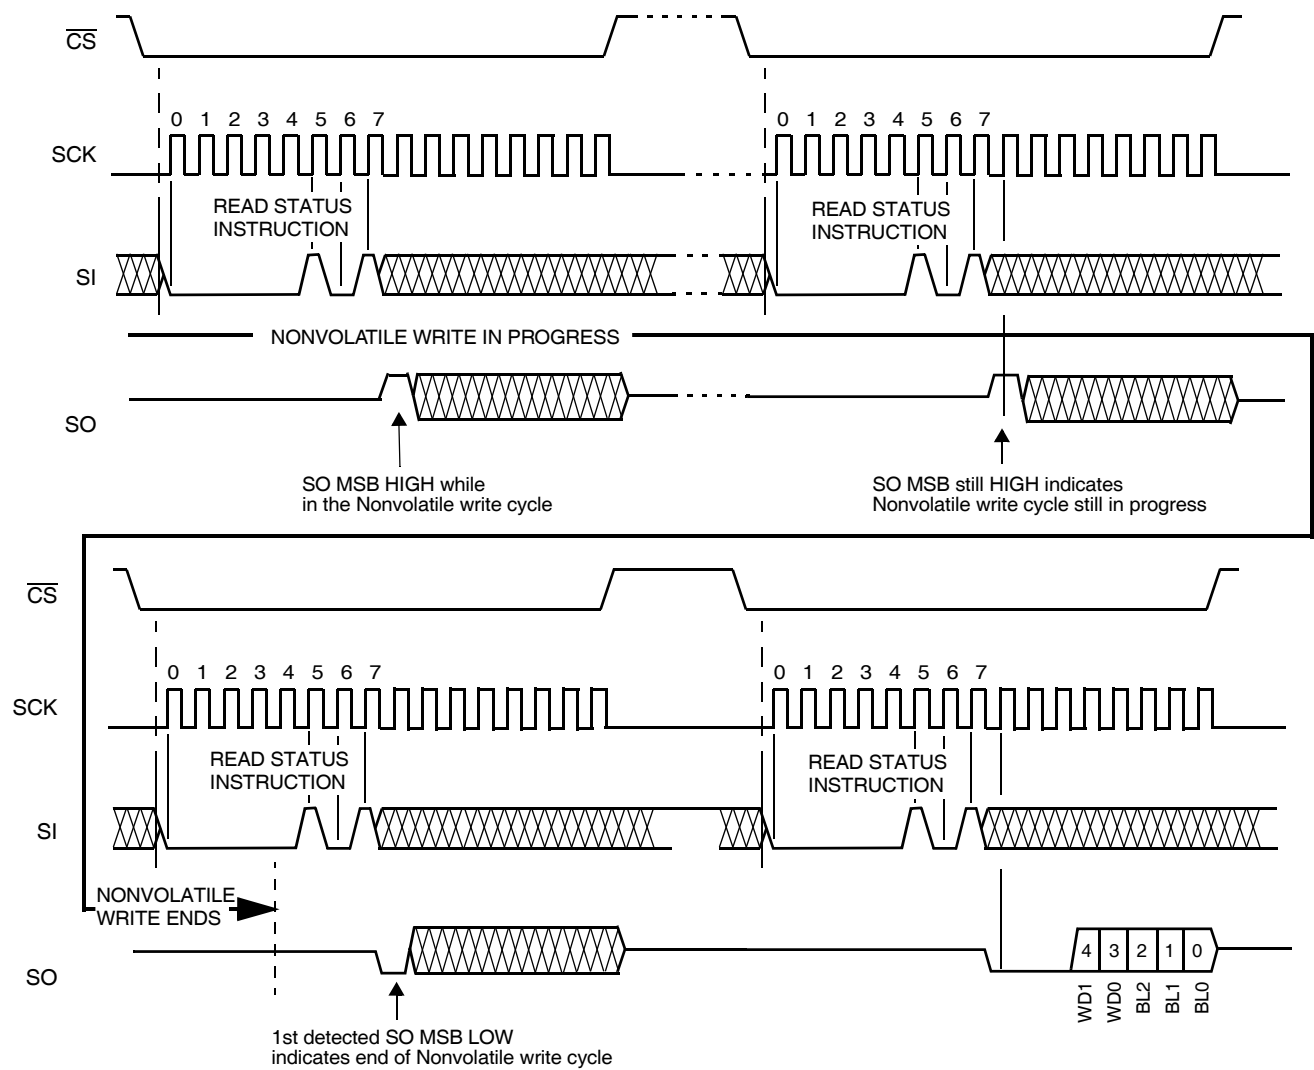 CS
0 1 2 3 4 5 6 7 0 1 2 3 4 5 6 7
SCK
READ STATUS
INSTRUCTION
READ STATUS
INSTRUCTION
SI
NONVOLATILE WRITE IN PROGRESS
SO
SO MSB HIGH while
in the Nonvolatile write cycle
SO MSB still HIGH indicates
Nonvolatile write cycle still in progress
CS
0 1 2 3 4 5 6 7 0 1 2 3 4 5 6 7
SCK
READ STATUS
INSTRUCTION
READ STATUS
INSTRUCTION
SI
NONVOLATILE
WRITE ENDS
SO
4 3 2 1 0
WD1
WD0
BL2
BL1
BL0
1st detected SO MSB LOW
indicates end of Nonvolatile write cycle